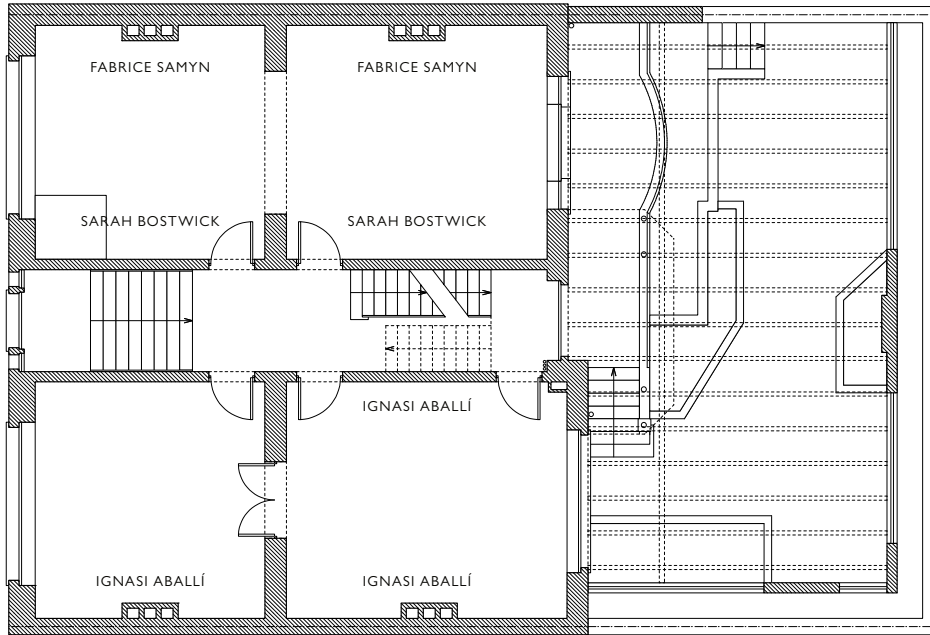 FABRICE SAMYN
FABRICE SAMYN
SARAH BOSTWICK
SARAH BOSTWICK
IGNASI ABALLÍ
IGNASI ABALLÍ
IGNASI ABALLÍ